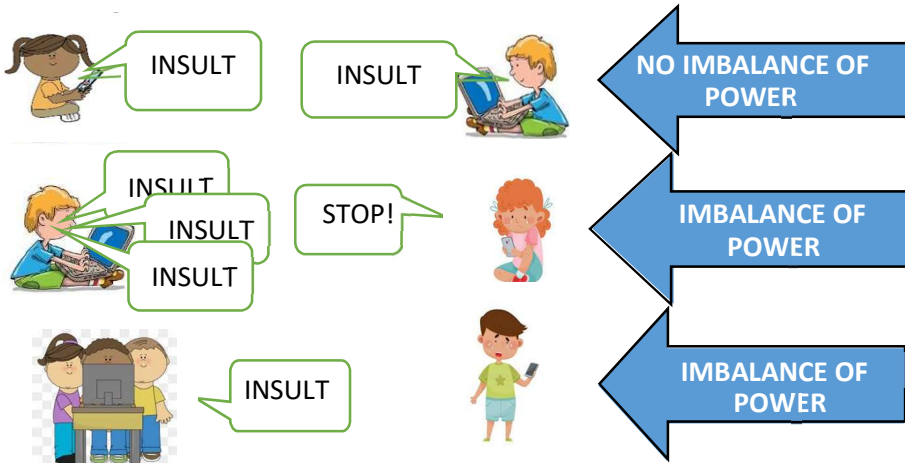 INSULT
INSULT
NO IMBALANCE OF
POWER
INSULT
INSULT
INSULT
STOP!
IMBALANCE OF
POWER
INSULT
IMBALANCE OF
POWER